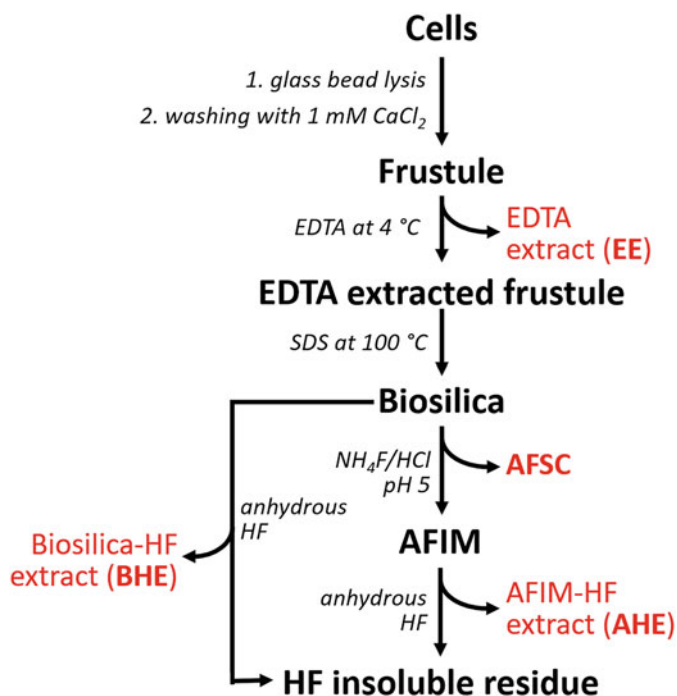 Cells
1. glass bead lysis
2. washing with 1 mM CaCl₂
Frustule
EDTA at 4 °C
EDTA
extract (EE)
EDTA extracted frustule
SDS at 100 °C
Biosilica
NH₄F/HCl
pH 5
AFSC
anhydrous
HF
Biosilica-HF
extract (BHE)
AFIM
anhydrous
HF
AFIM-HF
extract (AHE)
HF insoluble residue